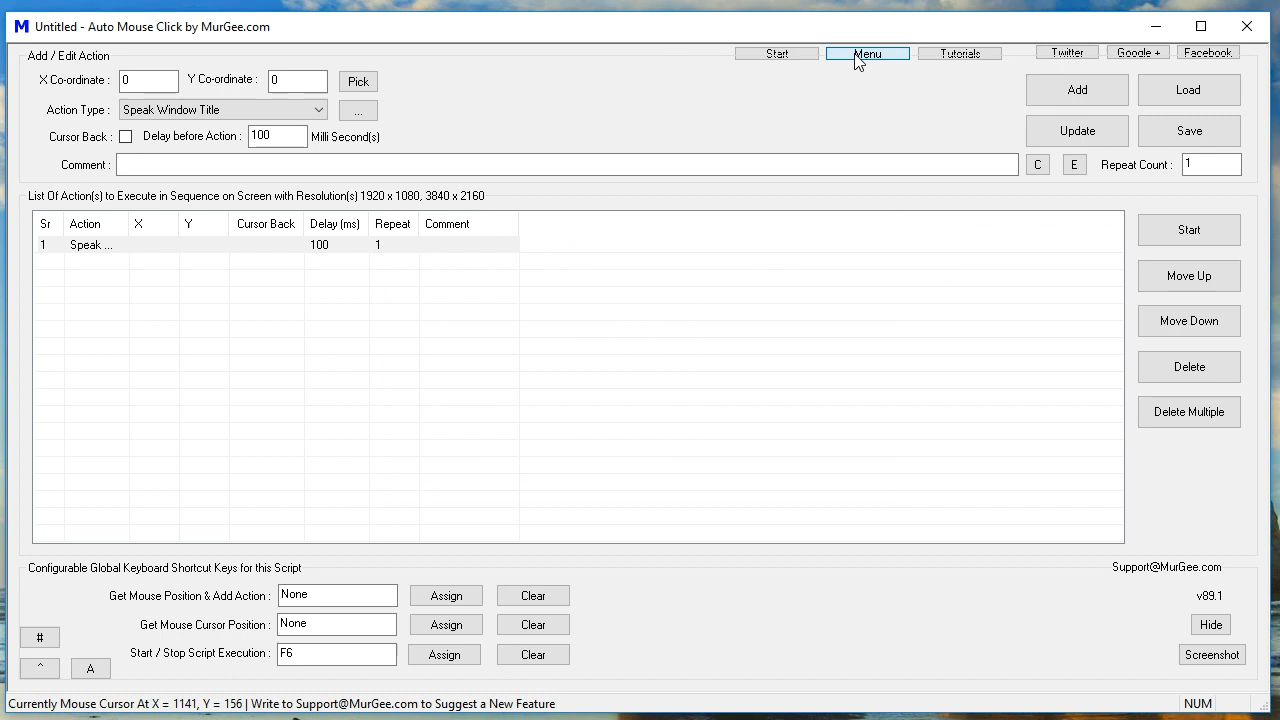 M Untitled - Auto Mouse Click by MurGee.com
Add / Edit Action
Start
Menu
Tutorials
Twitter
Google +
Facebook
X Co-ordinate : 0
Y Co-ordinate : 0
Pick
Add
Load
Action Type : Speak Window Title
...
Cursor Back :
Delay before Action : 100 Milli Second(s)
Update
Save
Comment :
C
E
Repeat Count : 1
List Of Action(s) to Execute in Sequence on Screen with Resolution(s) 1920 x 1080, 3840 x 2160
Sr Action X Y Cursor Back Delay (ms) Repeat Comment
1 Speak ... 100 1
Start
Move Up
Move Down
Delete
Delete Multiple
Configurable Global Keyboard Shortcut Keys for this Script
Support@MurGee.com
Get Mouse Position & Add Action : None Assign Clear
v89.1
Get Mouse Cursor Position : None Assign Clear
Hide
#
Start / Stop Script Execution : F6 Assign Clear
Screenshot
^
A
Currently Mouse Cursor At X = 1141, Y = 156 | Write to Support@MurGee.com to Suggest a New Feature
NUM